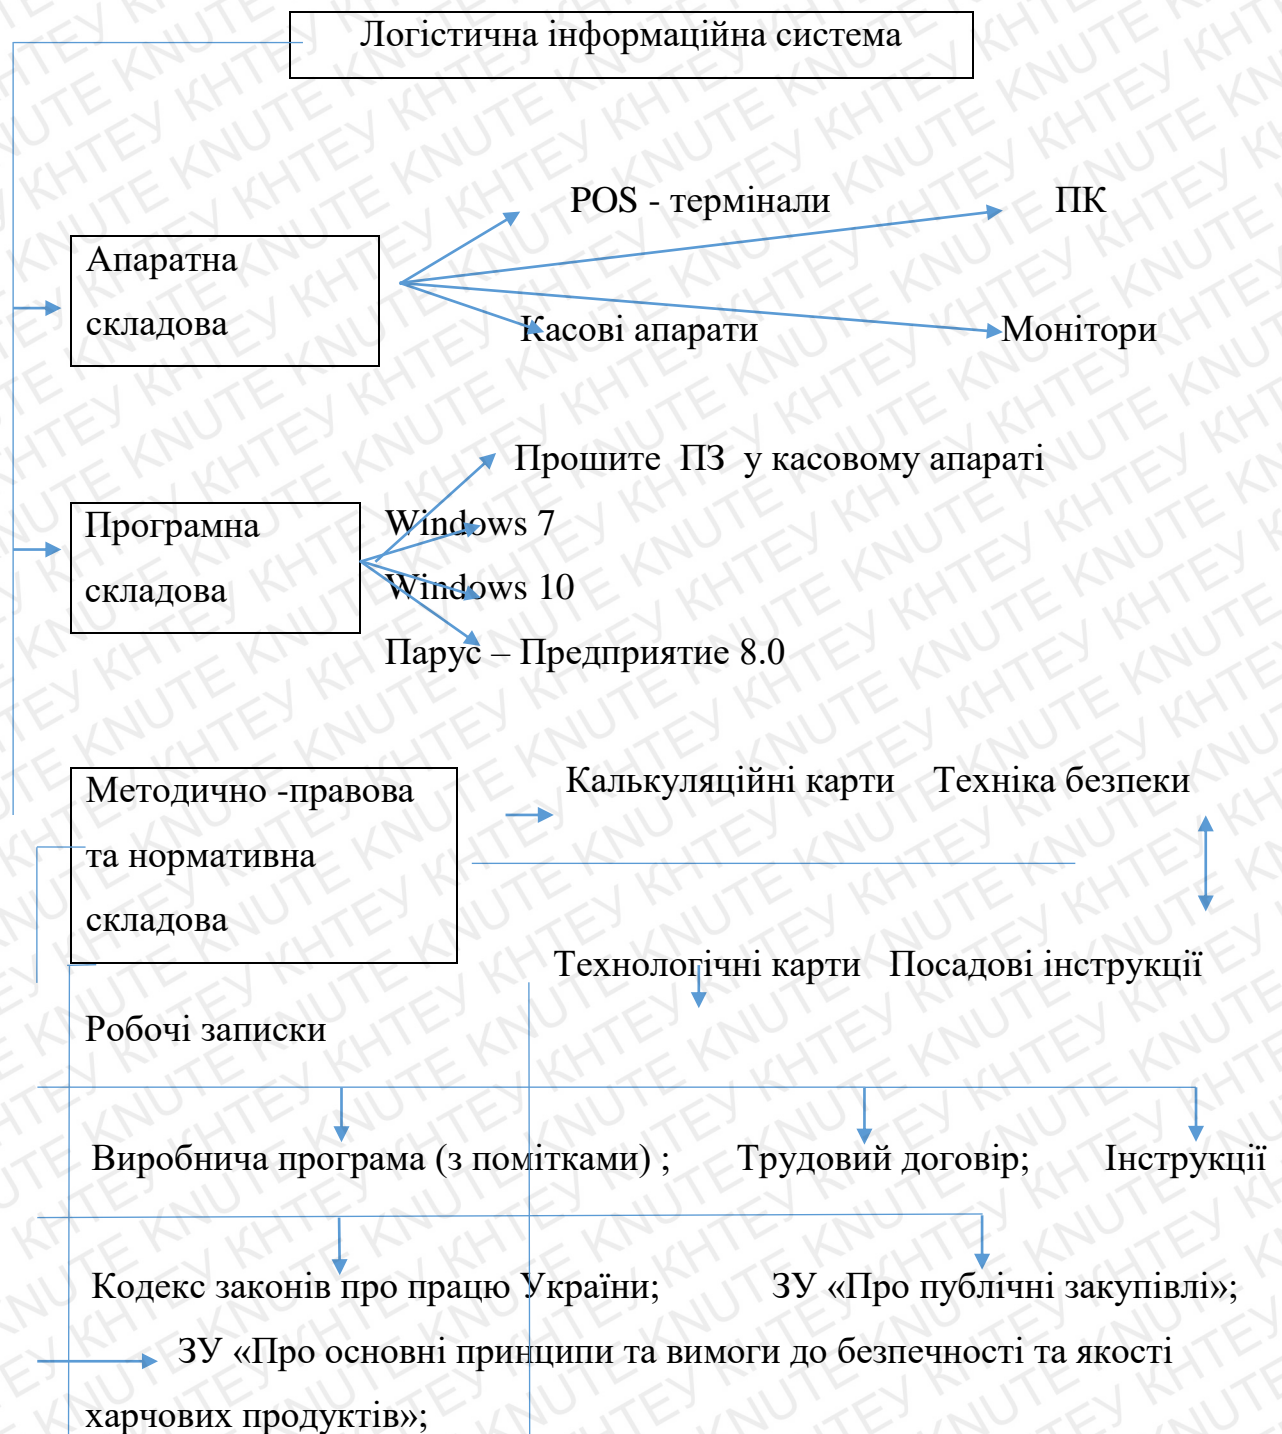 Логістична інформаційна система
POS - термінали ПК
Апаратна
складова
Касові апарати Монітори
Прошите ПЗ у касовому апараті
Програмна
складова
Windows 7
Windows 10
Парус – Предприятие 8.0
Методично -правова
та нормативна
складова
Калькуляційні карти Техніка безпеки
Технологічні карти Посадові інструкції
Робочі записки
Виробнича програма (з помітками) ; Трудовий договір; Інструкції
Кодекс законів про працю України; ЗУ «Про публічні закупівлі»;
ЗУ «Про основні принципи та вимоги до безпечності та якості
харчових продуктів»;